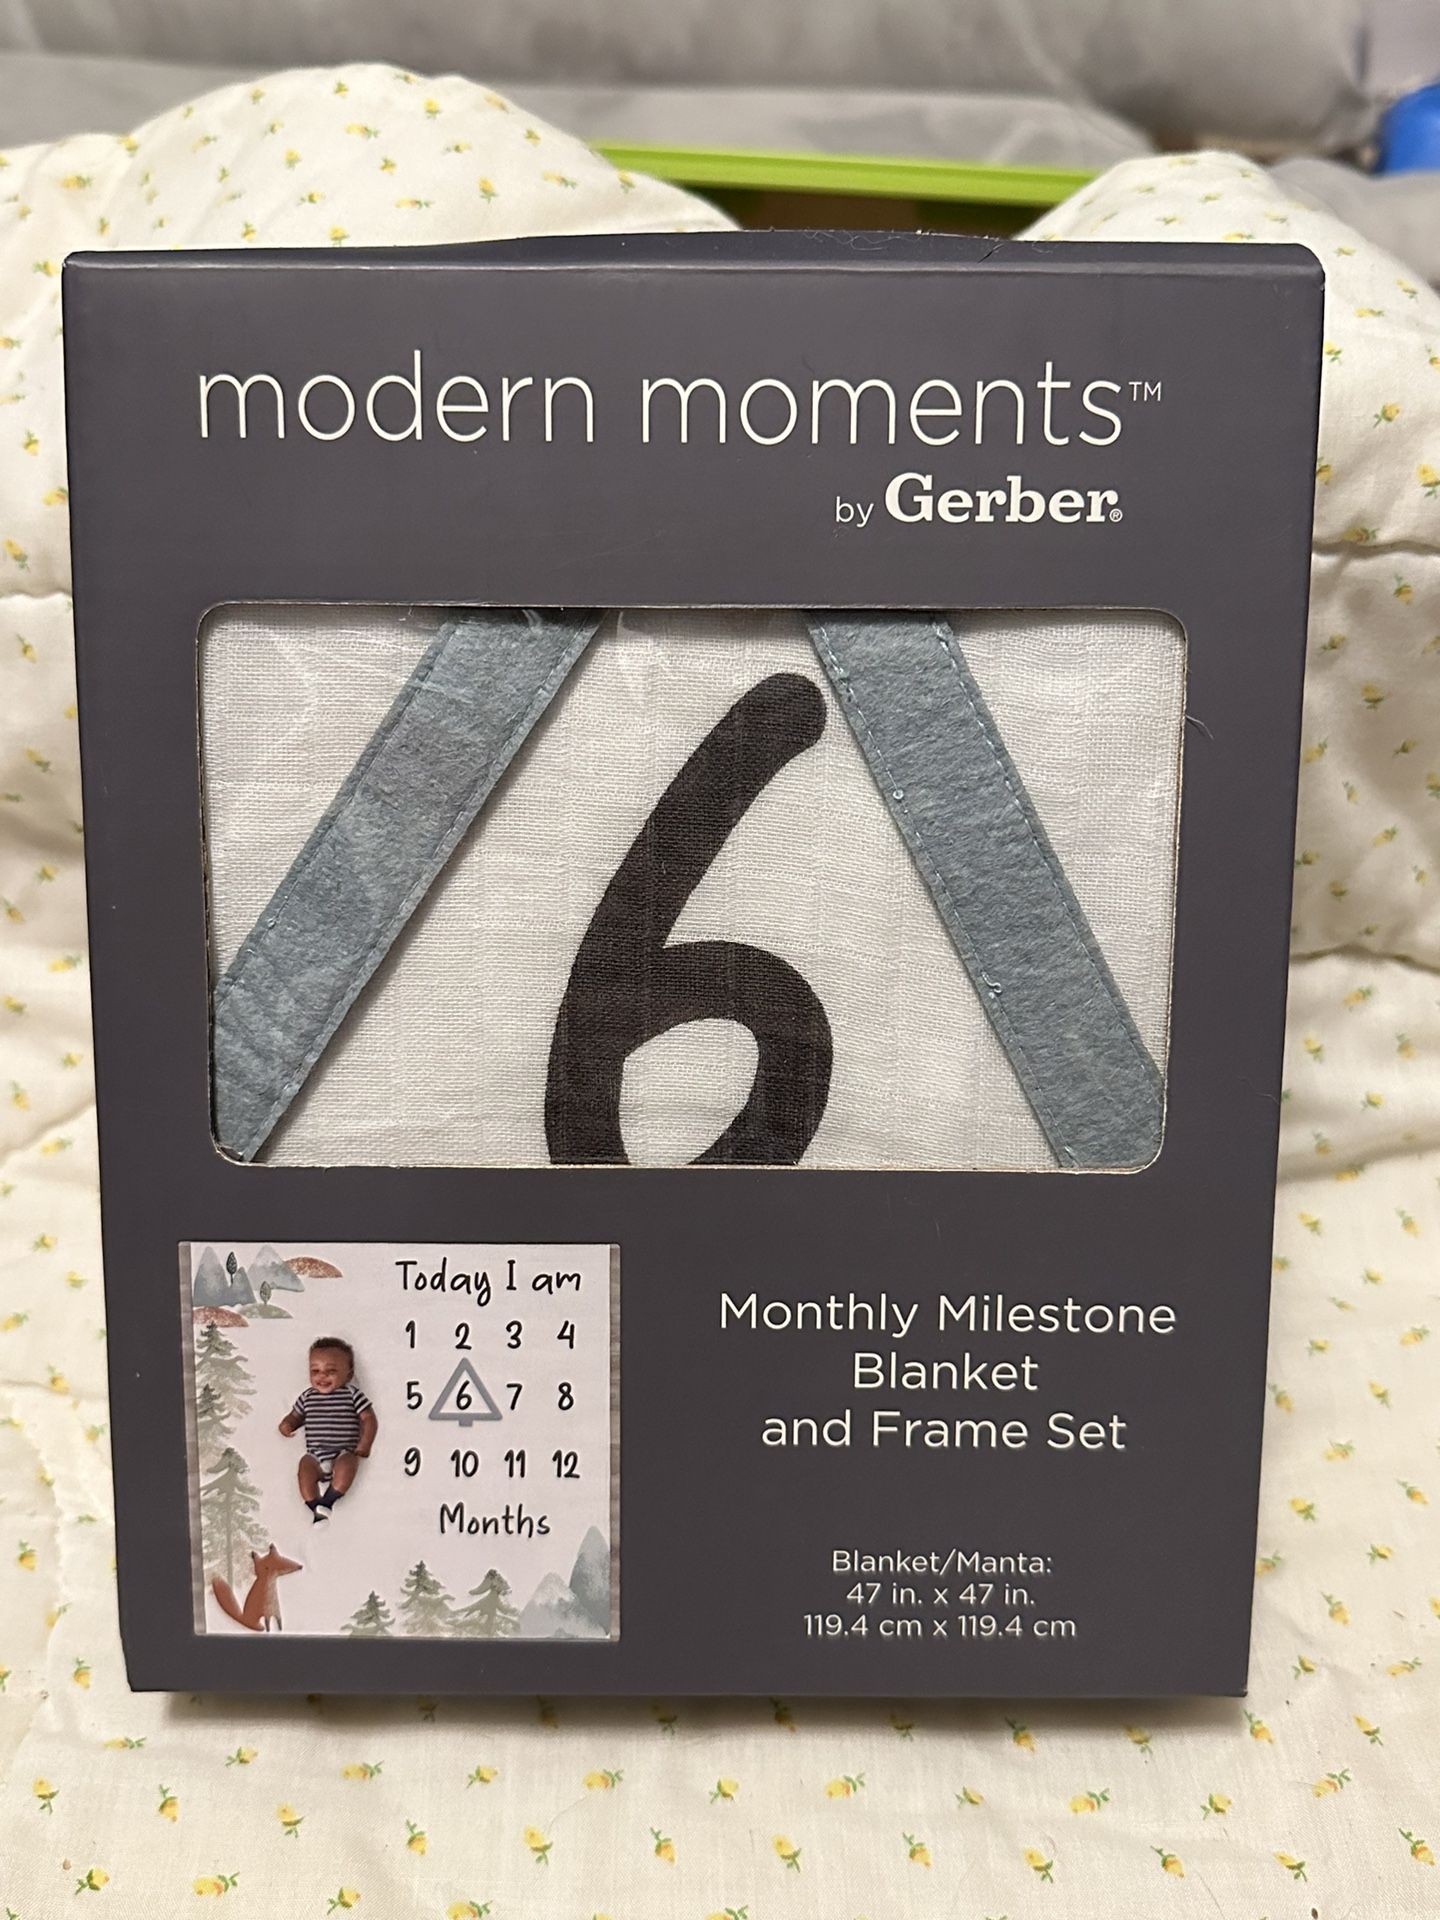 modern moments™
by Gerber®
6
Today I am
1 2 3 4
5 6 7 8
9 10 11 12
Months
Monthly Milestone
Blanket
and Frame Set
Blanket/Manta:
47 in. x 47 in.
119.4 cm x 119.4 cm